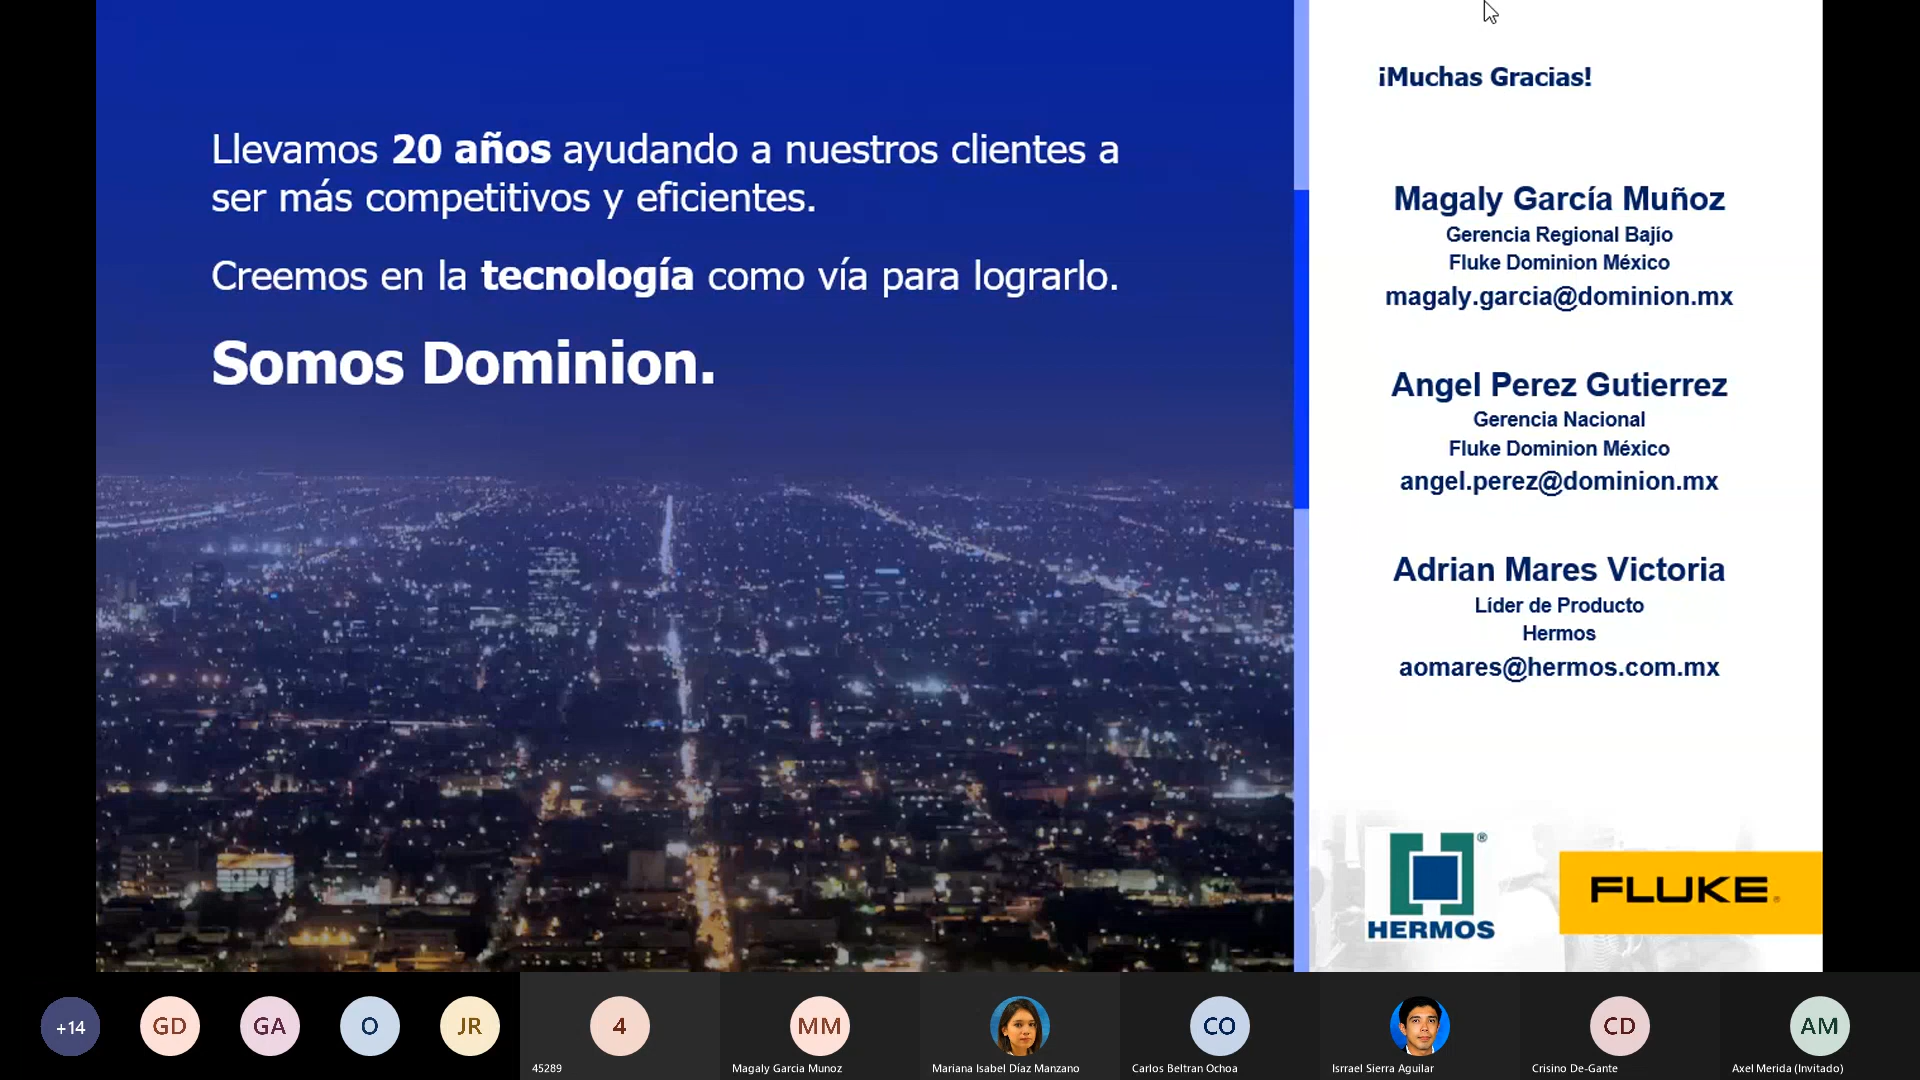 Llevamos 20 años ayudando a nuestros clientes a
ser más competitivos y eficientes.
Creemos en la tecnología como vía para lograrlo.
Somos Dominion.
¡Muchas Gracias!
Magaly García Muñoz
Gerencia Regional Bajío
Fluke Dominion México
magaly.garcia@dominion.mx
Angel Perez Gutierrez
Gerencia Nacional
Fluke Dominion México
angel.perez@dominion.mx
Adrian Mares Victoria
Líder de Producto
Hermos
aomares@hermos.com.mx
HERMOS®
FLUKE®
+14
GD
GA
O
JR
4
45289
MM
Magaly Garcia Munoz
Mariana Isabel Díaz Manzano
CO
Carlos Beltran Ochoa
Isrrael Sierra Aguilar
CD
Crisino De-Gante
AM
Axel Merida (Invitado)